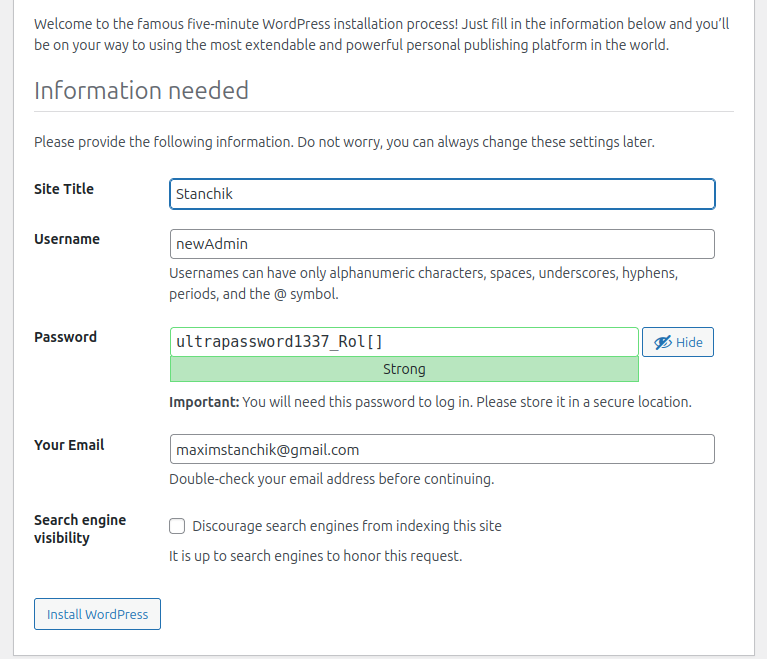 Welcome to the famous five-minute WordPress installation process! Just fill in the information below and you’ll
be on your way to using the most extendable and powerful personal publishing platform in the world.
Information needed
Please provide the following information. Do not worry, you can always change these settings later.
Site Title
Stanchik
Username
newAdmin
Usernames can have only alphanumeric characters, spaces, underscores, hyphens,
periods, and the @ symbol.
Password
ultrapassword1337_Rol[]
Hide
Strong
Important: You will need this password to log in. Please store it in a secure location.
Your Email
maximstanchik@gmail.com
Double-check your email address before continuing.
Search engine
visibility
Discourage search engines from indexing this site
It is up to search engines to honor this request.
Install WordPress